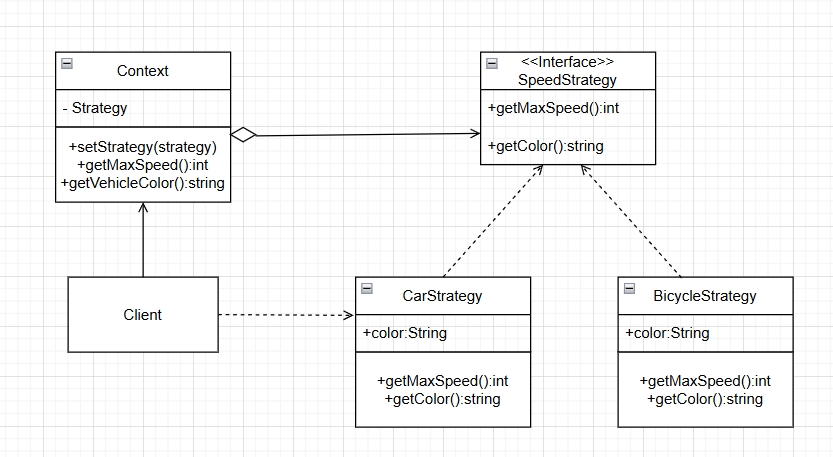 Context
- Strategy
+setStrategy(strategy)
+getMaxSpeed():int
+getVehicleColor():string
<<Interface>>
SpeedStrategy
+getMaxSpeed():int
+getColor():string
Client
CarStrategy
+color:String
+getMaxSpeed():int
+getColor():string
BicycleStrategy
+color:String
+getMaxSpeed():int
+getColor():string